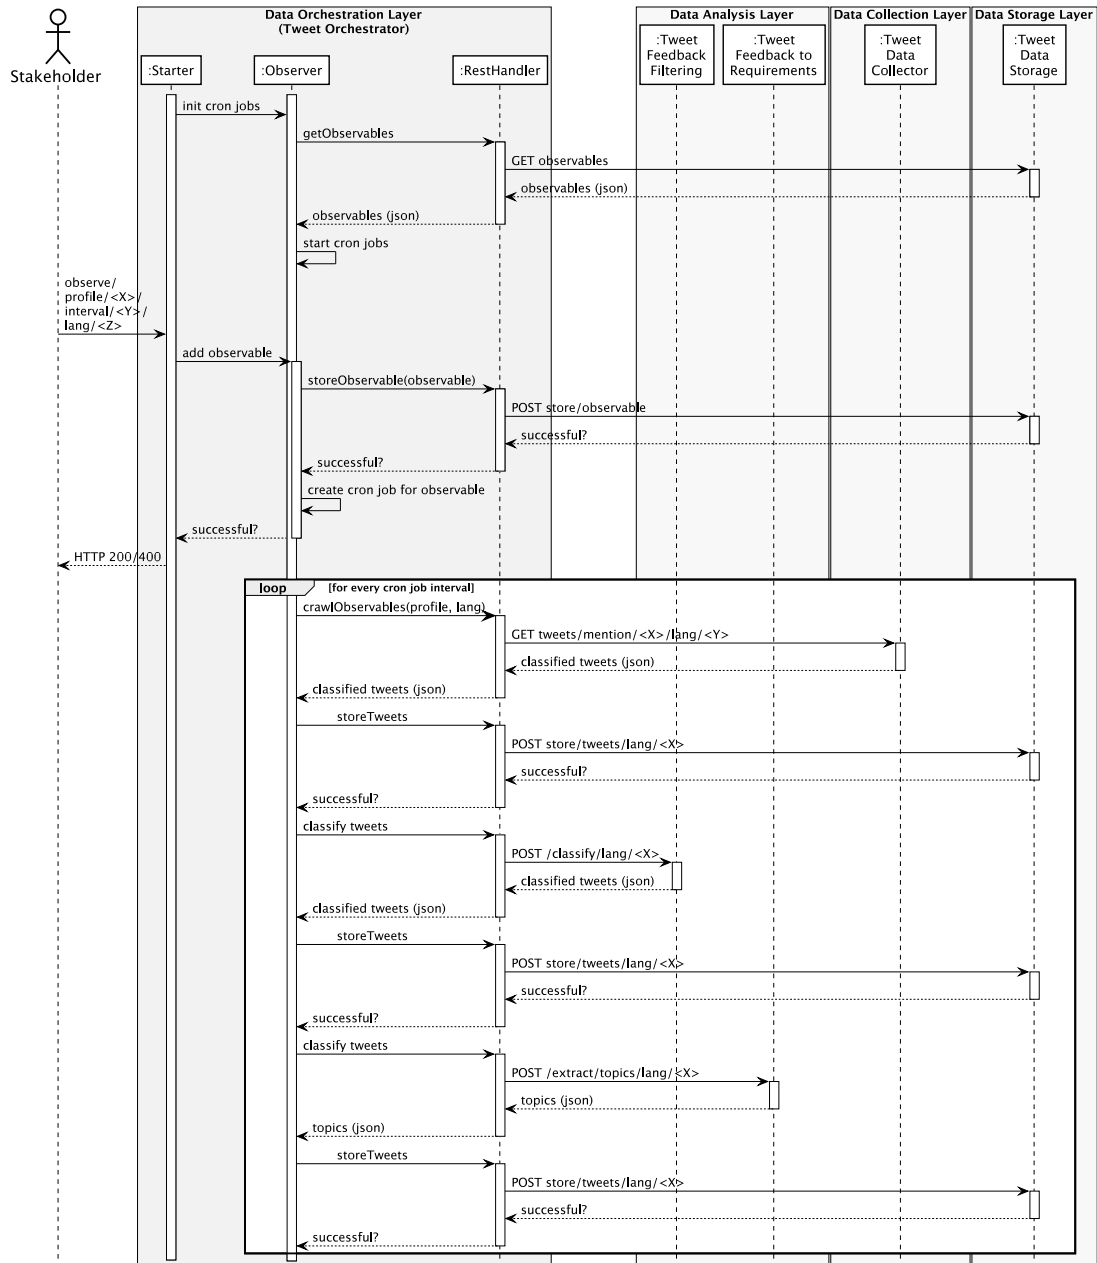 Data Orchestration Layer
(Tweet Orchestrator)
Data Analysis Layer
Data Collection Layer
Data Storage Layer
Stakeholder
:Starter
:Observer
:RestHandler
:Tweet
Feedback
Filtering
:Tweet
Feedback to
Requirements
:Tweet
Data
Collector
:Tweet
Data
Storage
init cron jobs
getObservables
GET observables
observables (json)
observables (json)
start cron jobs
observe/
profile/<X>/
interval/<Y>/
lang/<Z>
add observable
storeObservable(observable)
POST store/observable
successful?
successful?
create cron job for observable
successful?
HTTP 200/400
loop
[for every cron job interval]
crawlObservables(profile, lang)
GET tweets/mention/<X>/lang/<Y>
classified tweets (json)
classified tweets (json)
storeTweets
POST store/tweets/lang/<X>
successful?
successful?
classify tweets
POST /classify/lang/<X>
classified tweets (json)
classified tweets (json)
storeTweets
POST store/tweets/lang/<X>
successful?
successful?
classify tweets
POST /extract/topics/lang/<X>
topics (json)
topics (json)
storeTweets
POST store/tweets/lang/<X>
successful?
successful?